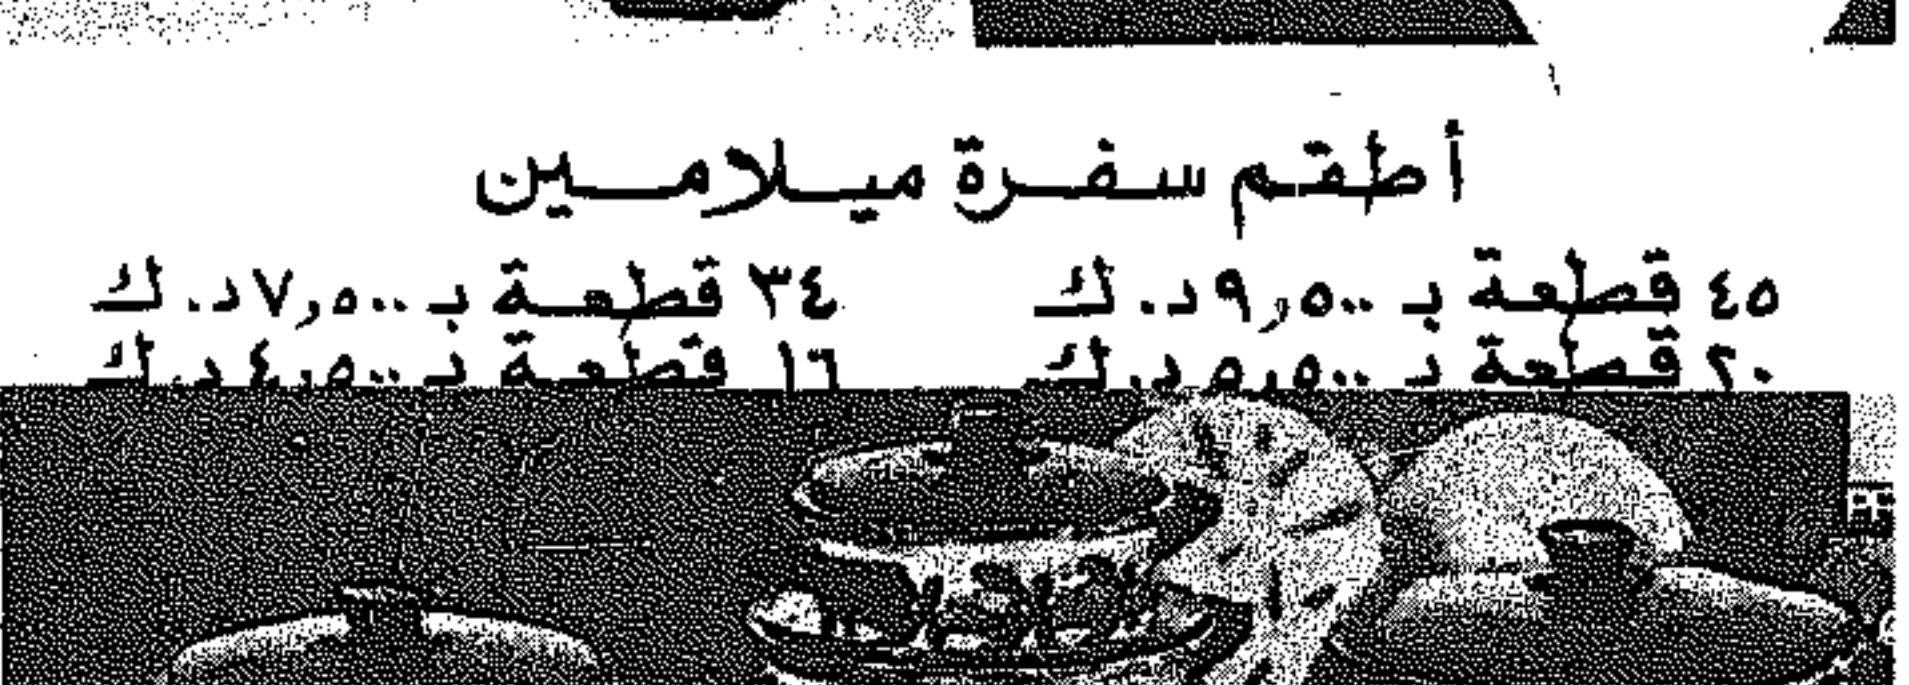 أطقم سفرة ميلامين
٤٥ قطعة بـ ٩,٥٠٠ د. ك
٣٤ قطعة بـ ٧,٥٠٠ د. ك
٢٠ قطعة بـ ٥,٥٠٠ د. ك
١٦ قطعة بـ ٤,٥٠٠ د. ك